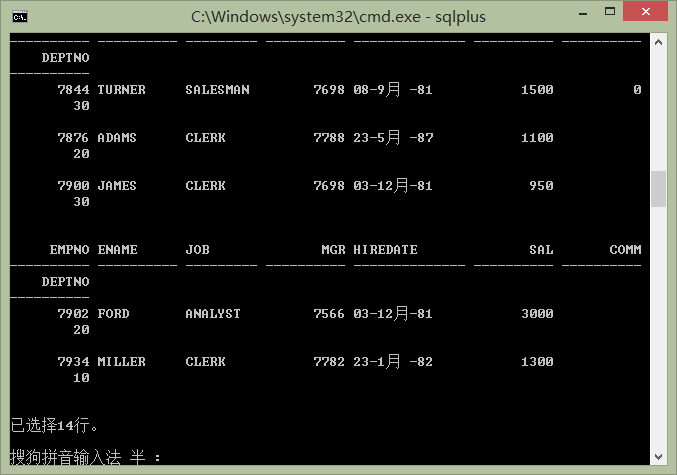 C:\Windows\system32\cmd.exe - sqlplus
---------- ---------- --------- ---------- -------------- ---------- ----------
    DEPTNO
----------
      7844 TURNER     SALESMAN        7698 08-9月 -81           1500          0
        30
      7876 ADAMS      CLERK           7788 23-5月 -87           1100
        20
      7900 JAMES      CLERK           7698 03-12月-81            950
        30
     EMPNO ENAME      JOB              MGR HIREDATE              SAL       COMM
---------- ---------- --------- ---------- -------------- ---------- ----------
    DEPTNO
----------
      7902 FORD       ANALYST         7566 03-12月-81           3000
        20
      7934 MILLER     CLERK           7782 23-1月 -82           1300
        10
已选择14行。
搜狗拼音输入法 半 :